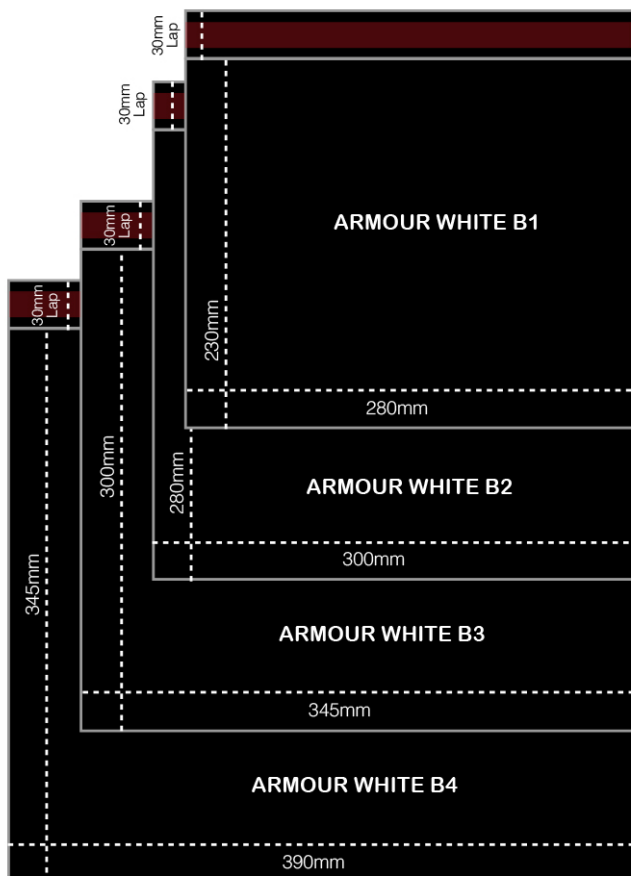 30mm
Lap
ARMOUR WHITE B1
230mm
280mm
30mm
Lap
ARMOUR WHITE B2
280mm
300mm
30mm
Lap
ARMOUR WHITE B3
300mm
345mm
30mm
Lap
ARMOUR WHITE B4
345mm
390mm